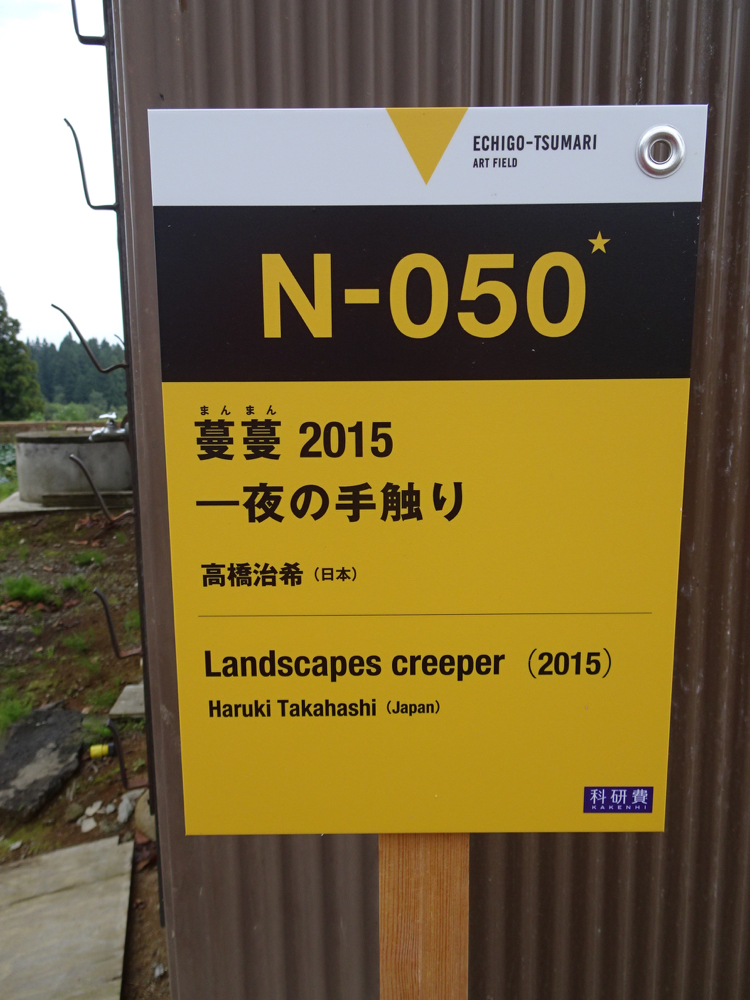 ECHIGO-TSUMARI
ART FIELD
N-050★
まんまん
蔓蔓 2015
一夜の手触り
高橋治希（日本）
Landscapes creeper（2015）
Haruki Takahashi（Japan）
科研費
KAKENHI